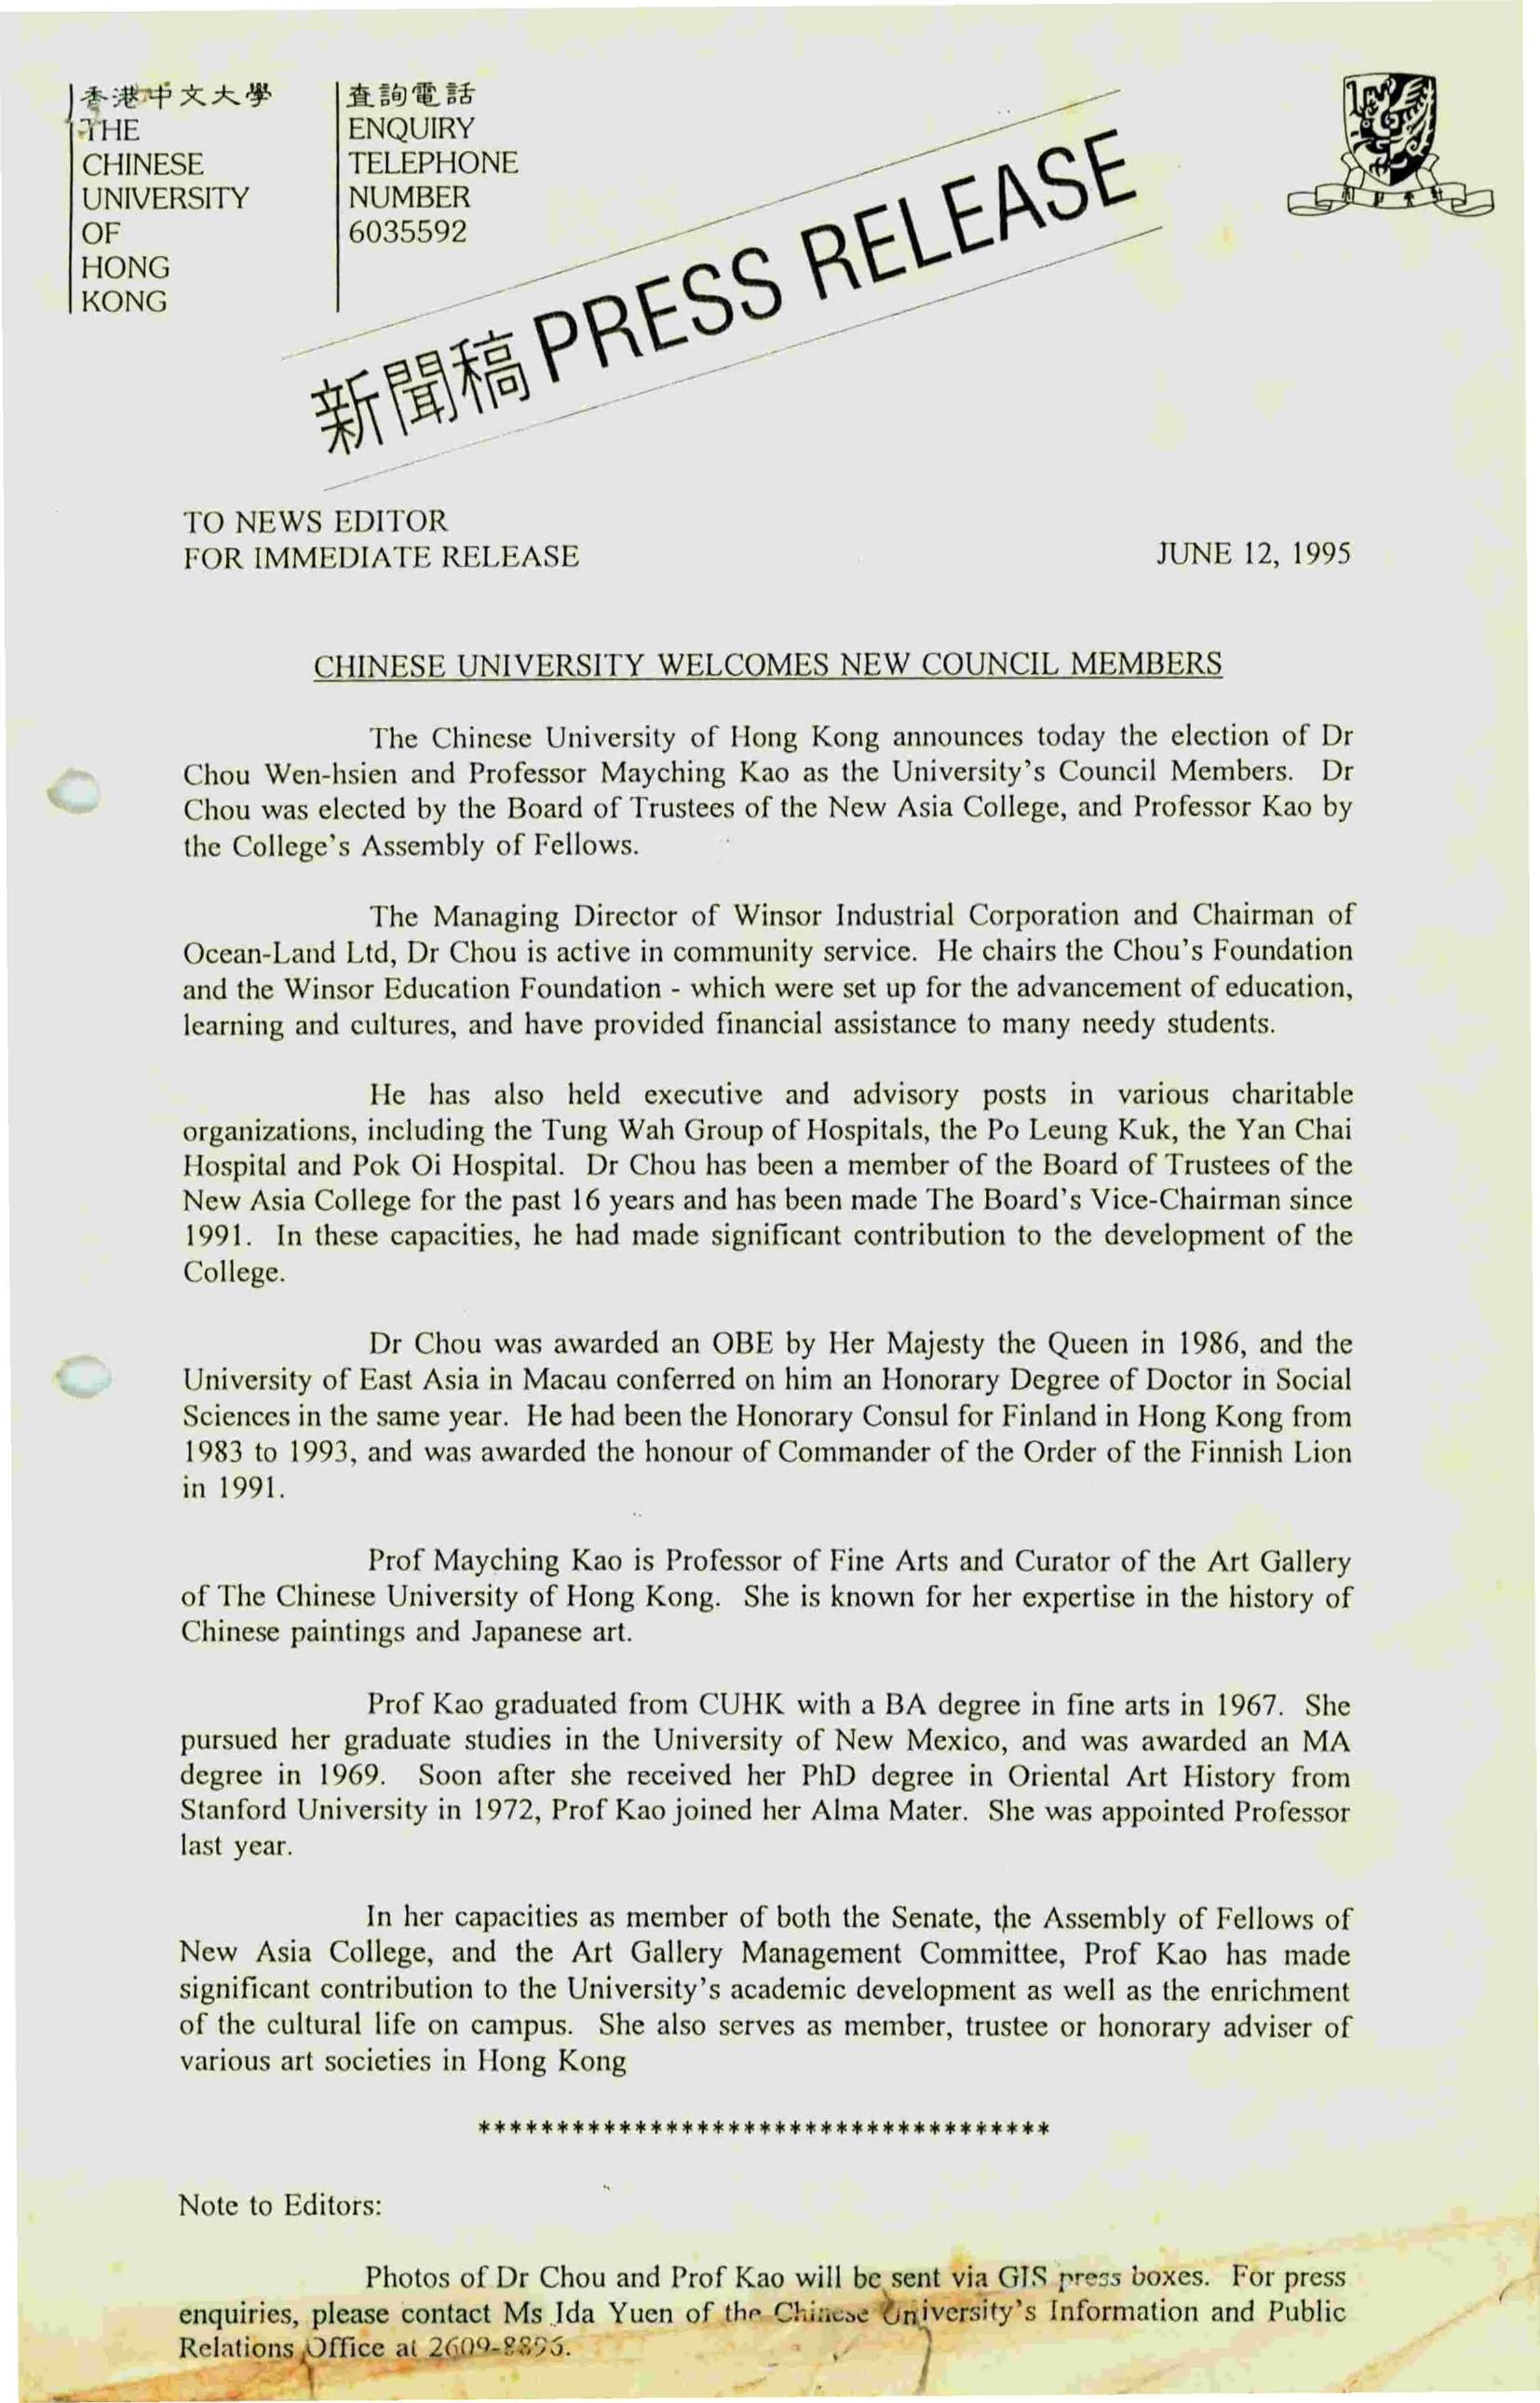 香港中文大學
THE
CHINESE
UNIVERSITY
OF
HONG
KONG
查詢電話
ENQUIRY
TELEPHONE
NUMBER
6035592
新聞稿 PRESS RELEASE
TO NEWS EDITOR
FOR IMMEDIATE RELEASE
JUNE 12, 1995
CHINESE UNIVERSITY WELCOMES NEW COUNCIL MEMBERS
The Chinese University of Hong Kong announces today the election of Dr
Chou Wen-hsien and Professor Mayching Kao as the University's Council Members. Dr
Chou was elected by the Board of Trustees of the New Asia College, and Professor Kao by
the College's Assembly of Fellows.
The Managing Director of Winsor Industrial Corporation and Chairman of
Ocean-Land Ltd, Dr Chou is active in community service. He chairs the Chou's Foundation
and the Winsor Education Foundation - which were set up for the advancement of education,
learning and cultures, and have provided financial assistance to many needy students.
He has also held executive and advisory posts in various charitable
organizations, including the Tung Wah Group of Hospitals, the Po Leung Kuk, the Yan Chai
Hospital and Pok Oi Hospital. Dr Chou has been a member of the Board of Trustees of the
New Asia College for the past 16 years and has been made The Board's Vice-Chairman since
1991. In these capacities, he had made significant contribution to the development of the
College.
Dr Chou was awarded an OBE by Her Majesty the Queen in 1986, and the
University of East Asia in Macau conferred on him an Honorary Degree of Doctor in Social
Sciences in the same year. He had been the Honorary Consul for Finland in Hong Kong from
1983 to 1993, and was awarded the honour of Commander of the Order of the Finnish Lion
in 1991.
Prof Mayching Kao is Professor of Fine Arts and Curator of the Art Gallery
of The Chinese University of Hong Kong. She is known for her expertise in the history of
Chinese paintings and Japanese art.
Prof Kao graduated from CUHK with a BA degree in fine arts in 1967. She
pursued her graduate studies in the University of New Mexico, and was awarded an MA
degree in 1969. Soon after she received her PhD degree in Oriental Art History from
Stanford University in 1972, Prof Kao joined her Alma Mater. She was appointed Professor
last year.
In her capacities as member of both the Senate, the Assembly of Fellows of
New Asia College, and the Art Gallery Management Committee, Prof Kao has made
significant contribution to the University's academic development as well as the enrichment
of the cultural life on campus. She also serves as member, trustee or honorary adviser of
various art societies in Hong Kong
*************************************
Note to Editors:
Photos of Dr Chou and Prof Kao will be sent via GIS press boxes. For press
enquiries, please contact Ms Ida Yuen of the Chinese University's Information and Public
Relations Office at